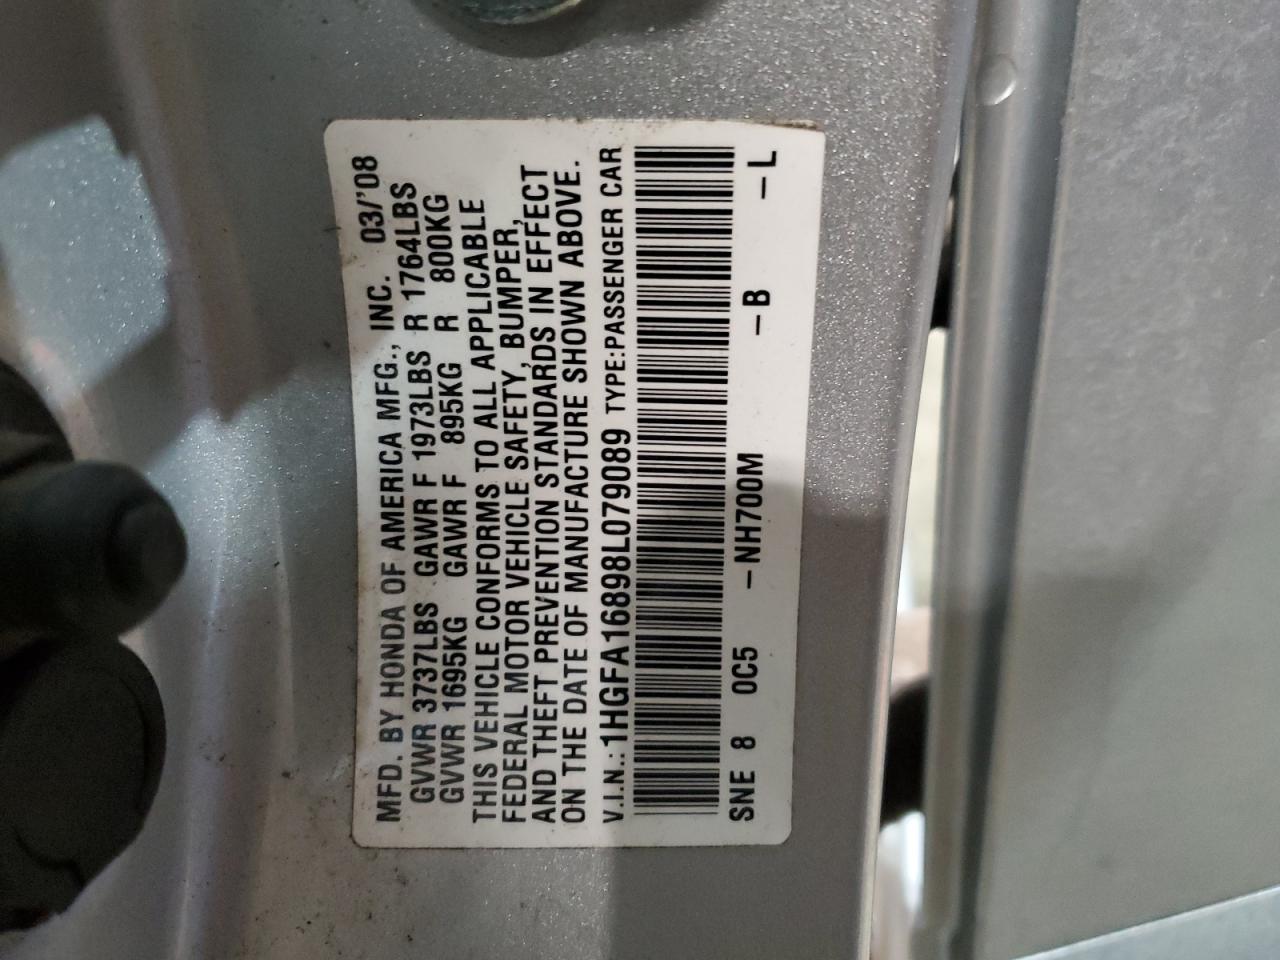 MFD. BY HONDA OF AMERICA MFG., INC. 03/'08
GVWR 3737LBS GAWR F 1973LBS R 1764LBS
GVWR 1695KG GAWR F 895KG R 800KG
THIS VEHICLE CONFORMS TO ALL APPLICABLE
FEDERAL MOTOR VEHICLE SAFETY, BUMPER,
AND THEFT PREVENTION STANDARDS IN EFFECT
ON THE DATE OF MANUFACTURE SHOWN ABOVE.
V.I.N.: 1HGFA16898L079089 TYPE:PASSENGER CAR
SNE 8 0C5 -NH700M -B -L